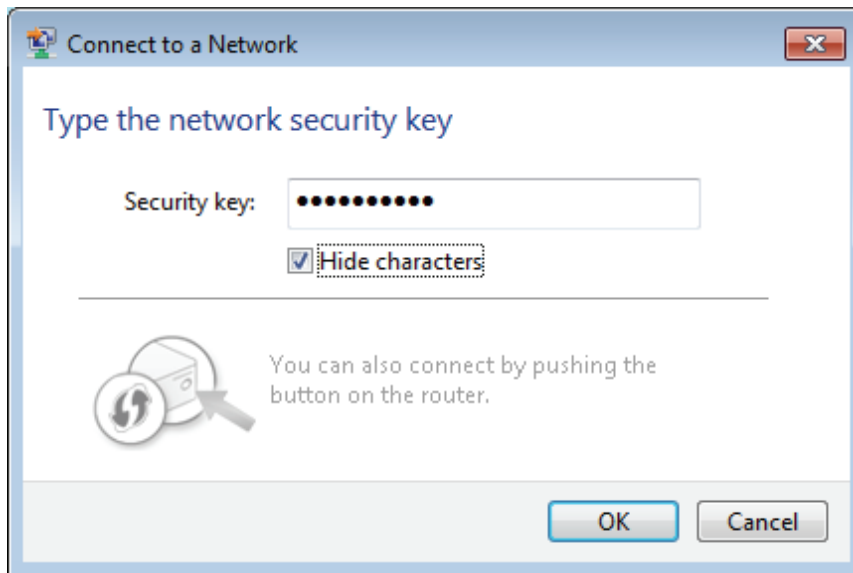 Connect to a Network
Type the network security key
Security key: ••••••••••
Hide characters
You can also connect by pushing the
button on the router.
OK Cancel